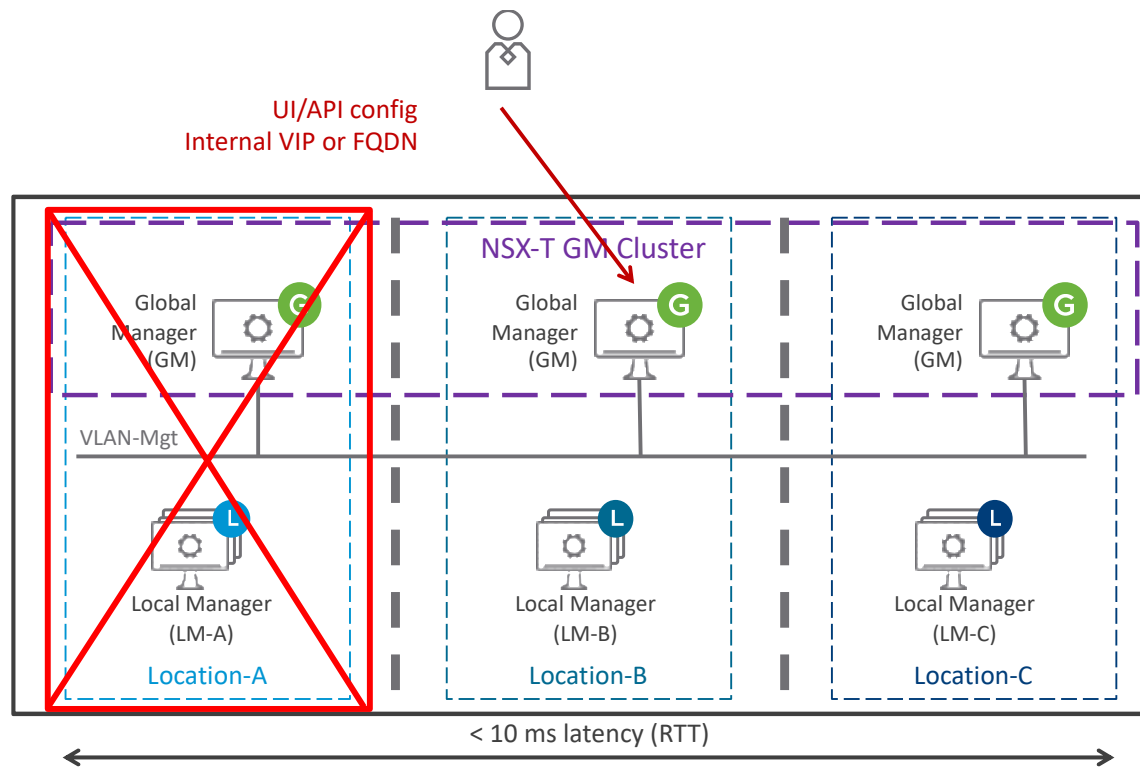 UI/API config
Internal VIP or FQDN
NSX-T GM Cluster
Global
Manager
(GM)
G
Global
Manager
(GM)
G
Global
Manager
(GM)
G
VLAN-Mgt
L
Local Manager
(LM-A)
Location-A
L
Local Manager
(LM-B)
Location-B
L
Local Manager
(LM-C)
Location-C
< 10 ms latency (RTT)